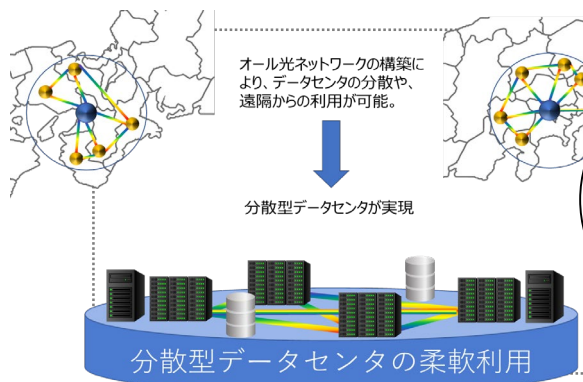 オール光ネットワークの構築に
より、データセンタの分散や、
遠隔からの利用が可能。
分散型データセンタが実現
分散型データセンタの柔軟利用